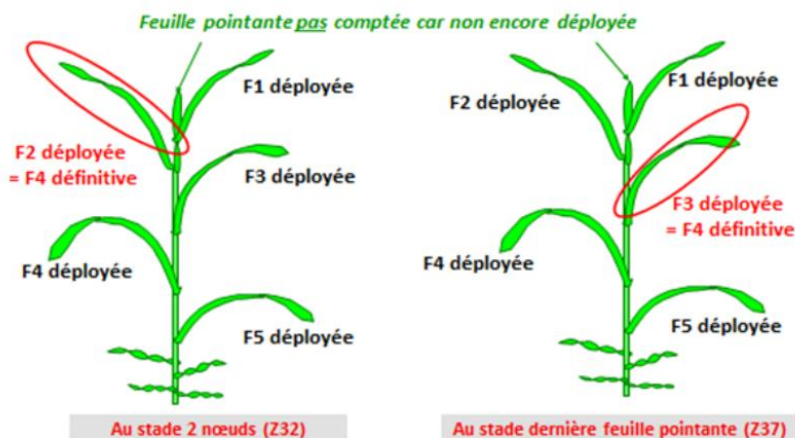 Feuille pointante pas comptée car non encore déployée
F1 déployée
F2 déployée
= F4 définitive
F3 déployée
F4 déployée
F5 déployée
Au stade 2 nœuds (Z32)
F1 déployée
F2 déployée
F3 déployée
= F4 définitive
F4 déployée
F5 déployée
Au stade dernière feuille pointante (Z37)